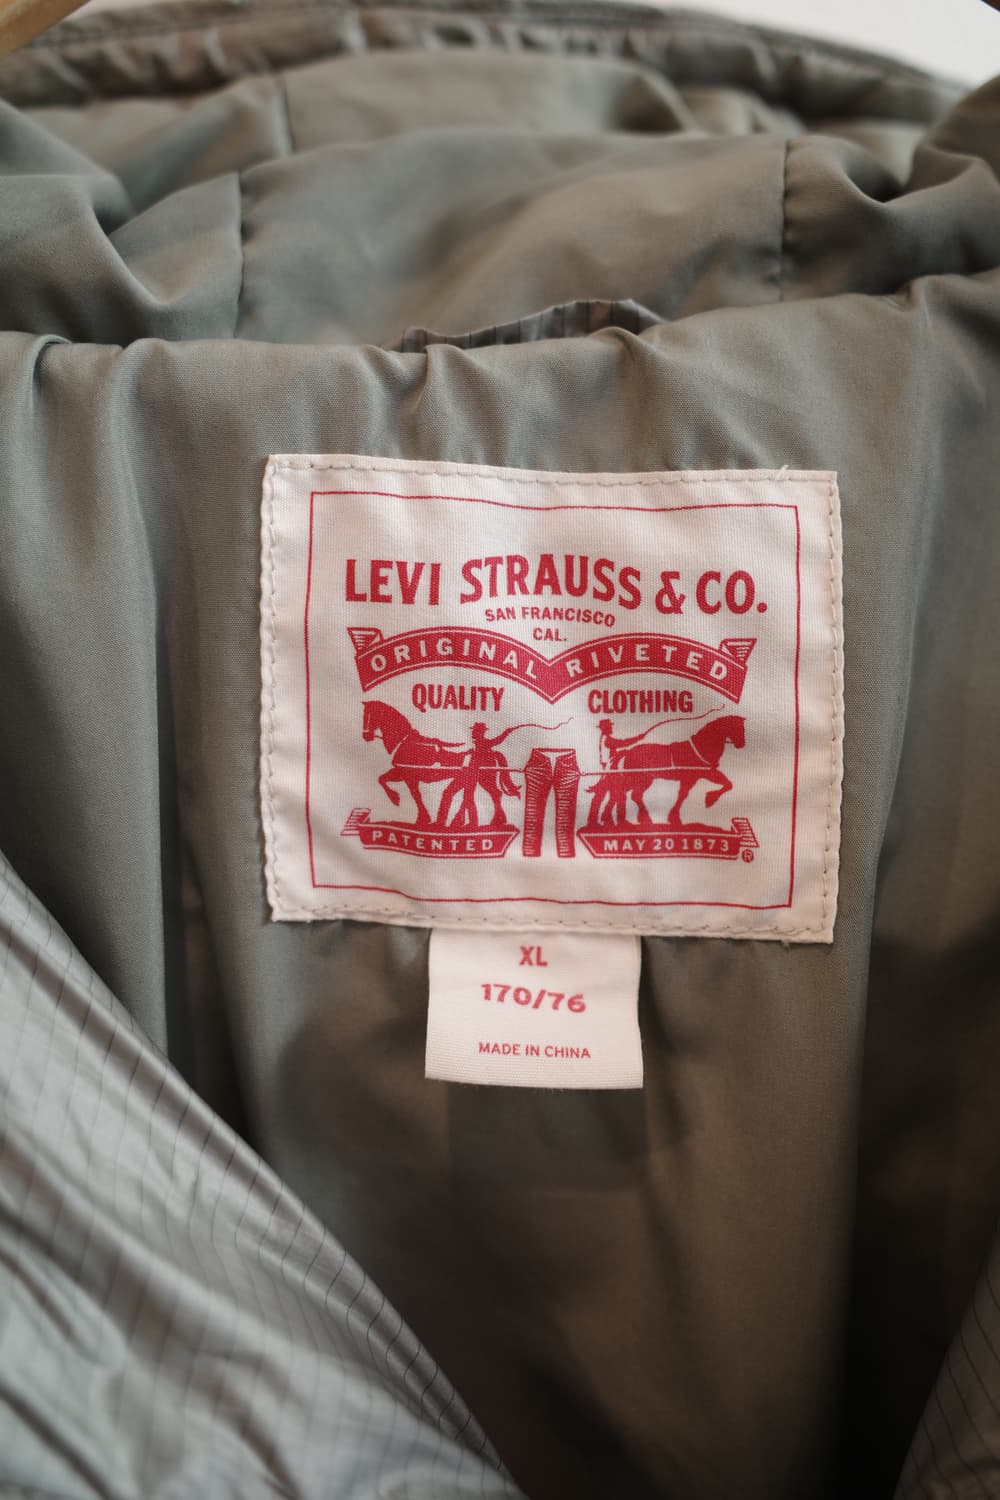 LEVI STRAUSS & CO.
SAN FRANCISCO
CAL.
ORIGINAL RIVETED
QUALITY CLOTHING
PATENTED MAY 20 1873 ®
XL
170/76
MADE IN CHINA